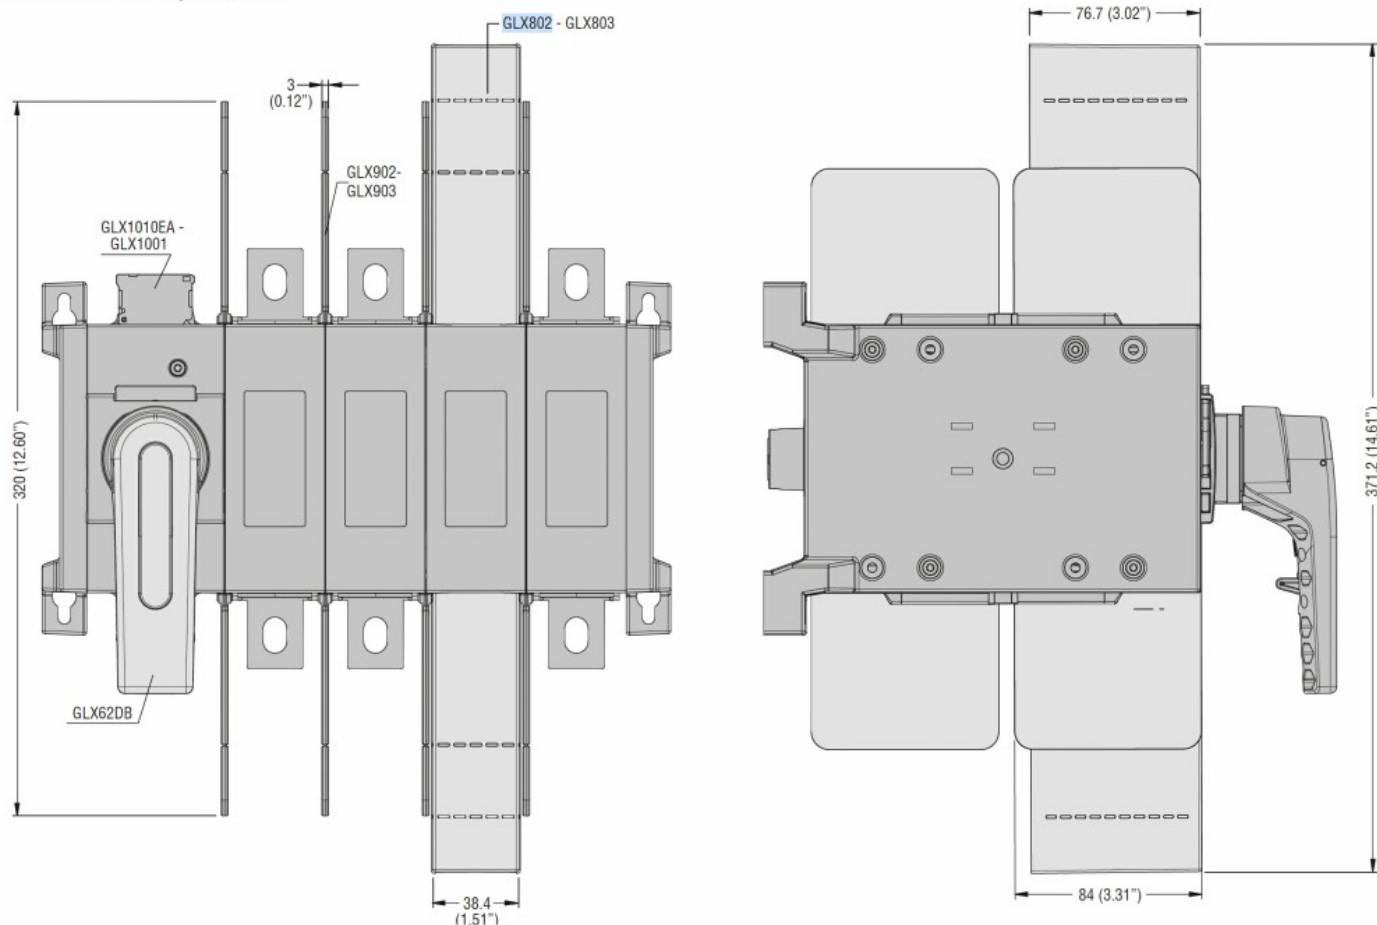 GLX802 - GLX803
76.7 (3.02")
3
(0.12")
GLX902-
GLX903
GLX1010EA -
GLX1001
320 (12.60")
371.2 (14.61")
GLX62DB
38.4
(1.51")
84 (3.31")